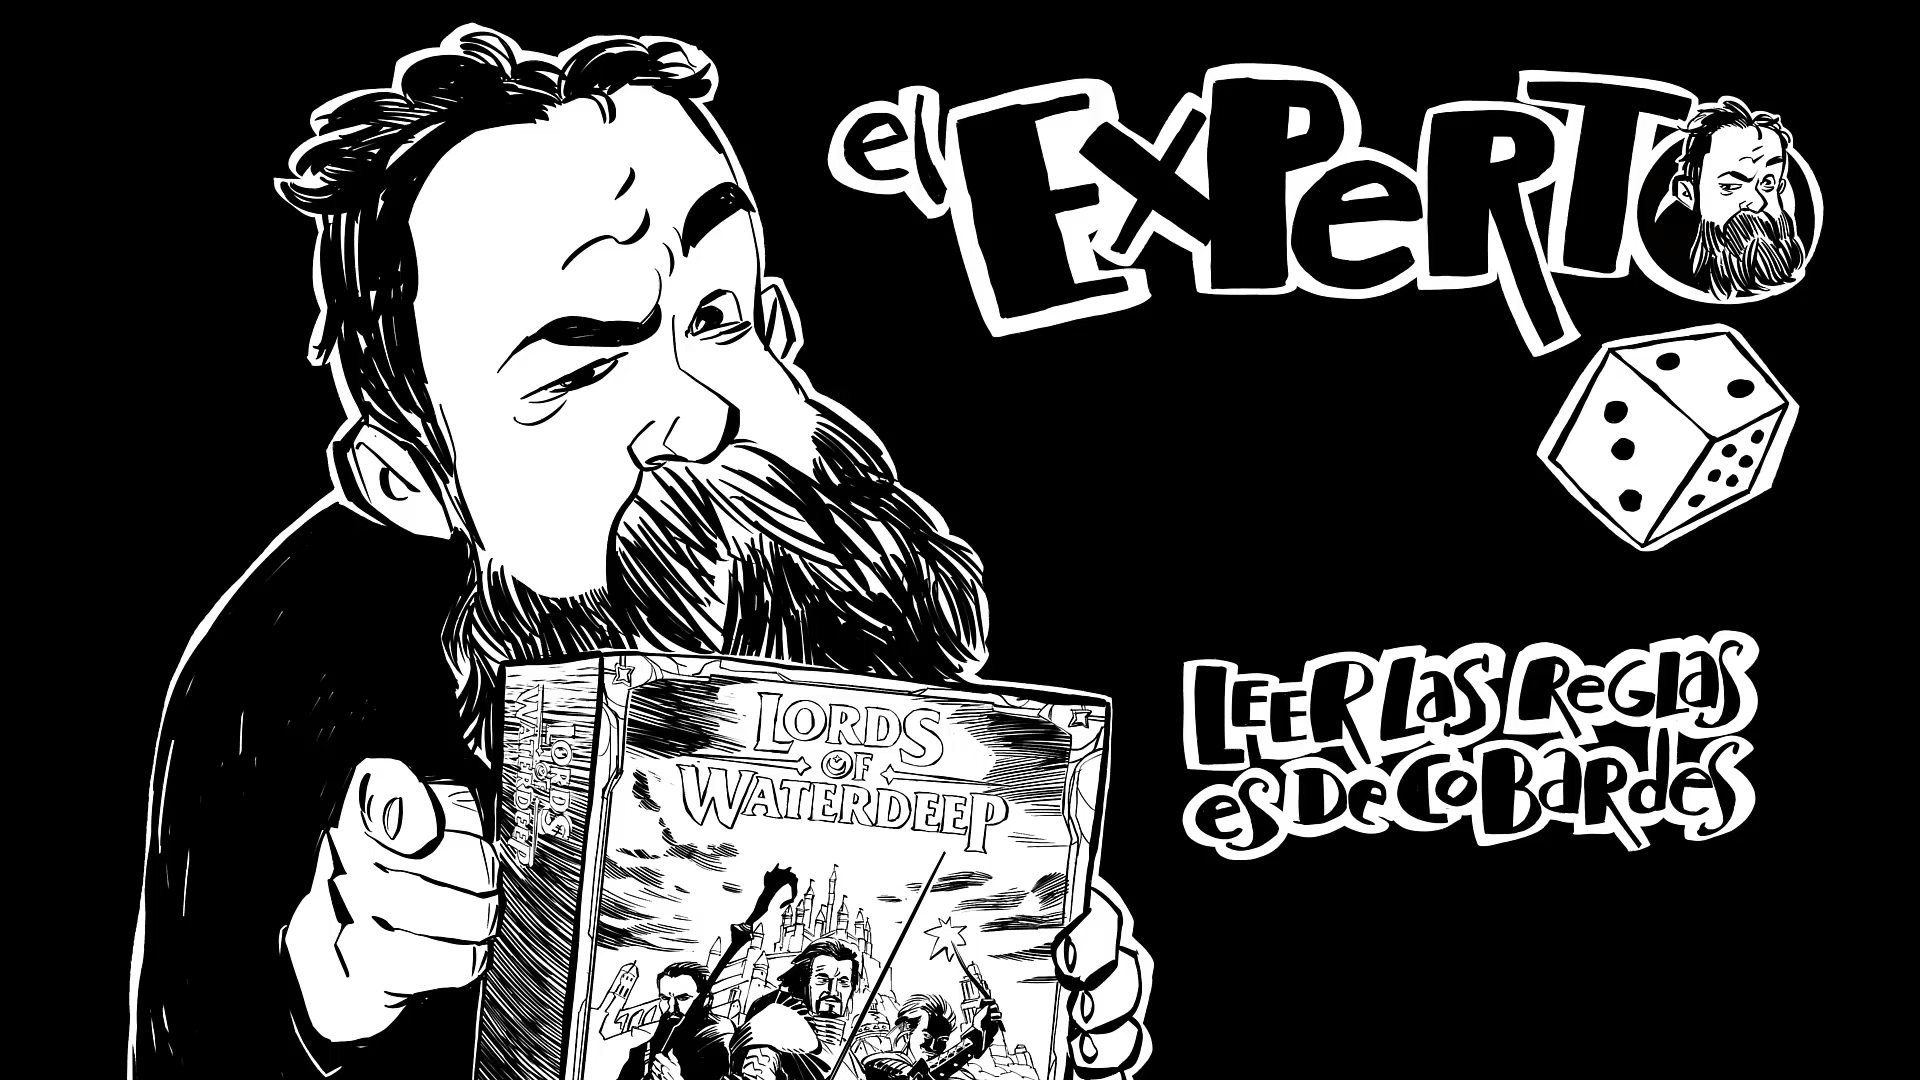 el EXPERTO
LEER LAS REGLAS
ES DE COBARDES
LORDS
OF
WATERDEEP
LORDS
OF
WATERDEEP